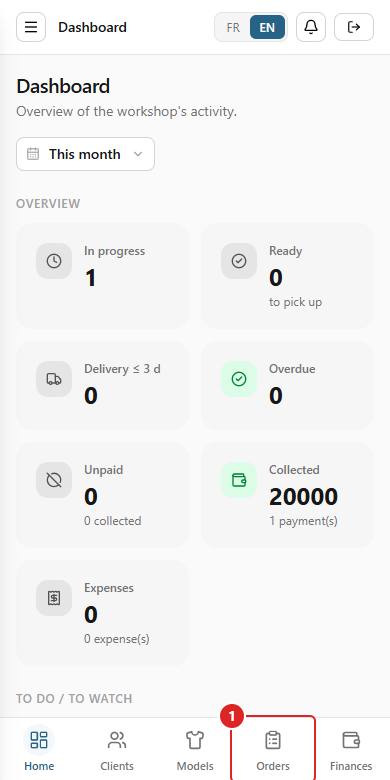 Dashboard
FR EN
Dashboard
Overview of the workshop's activity.
This month
OVERVIEW
In progress
1
Ready
0
to pick up
Delivery ≤ 3 d
0
Overdue
0
Unpaid
0
0 collected
Collected
20000
1 payment(s)
Expenses
0
0 expense(s)
TO DO / TO WATCH
1
Home
Clients
Models
Orders
Finances